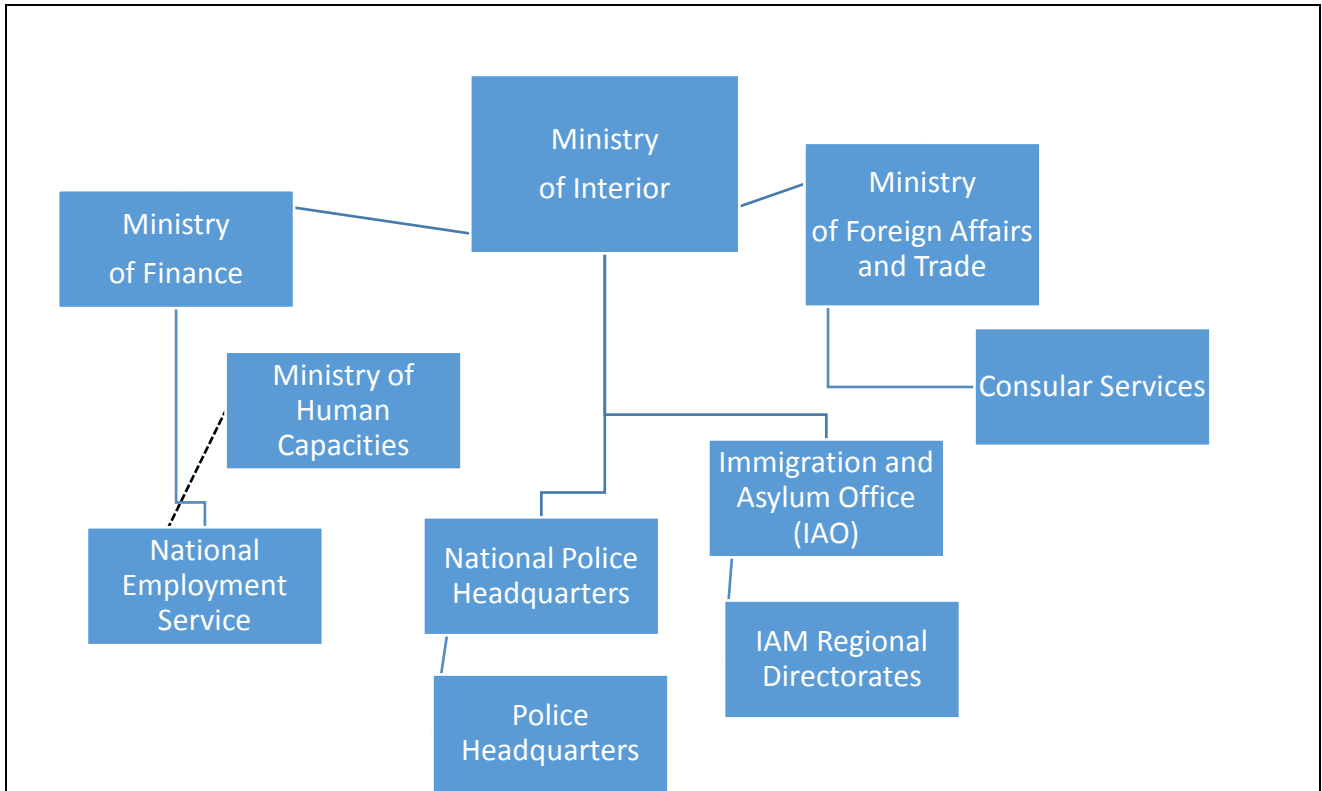 Ministry
of Interior
Ministry
of Foreign Affairs
and Trade
Ministry
of Finance
Consular Services
Ministry of
Human
Capacities
Immigration and
Asylum Office
(IAO)
National
Employment
Service
National Police
Headquarters
IAM Regional
Directorates
Police
Headquarters